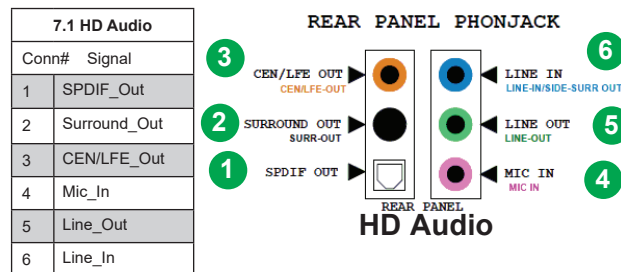 7.1 HD Audio
Conn# Signal
1 SPDIF_Out
2 Surround_Out
3 CEN/LFE_Out
4 Mic_In
5 Line_Out
6 Line_In
REAR PANEL PHONJACK
3
6
CEN/LFE OUT
CEN/LFE-OUT
LINE IN
LINE-IN/SIDE-SURR OUT
2
SURROUND OUT
SURR-OUT
LINE OUT
LINE-OUT
5
1
SPDIF OUT
MIC IN
MIC IN
4
REAR PANEL
HD Audio